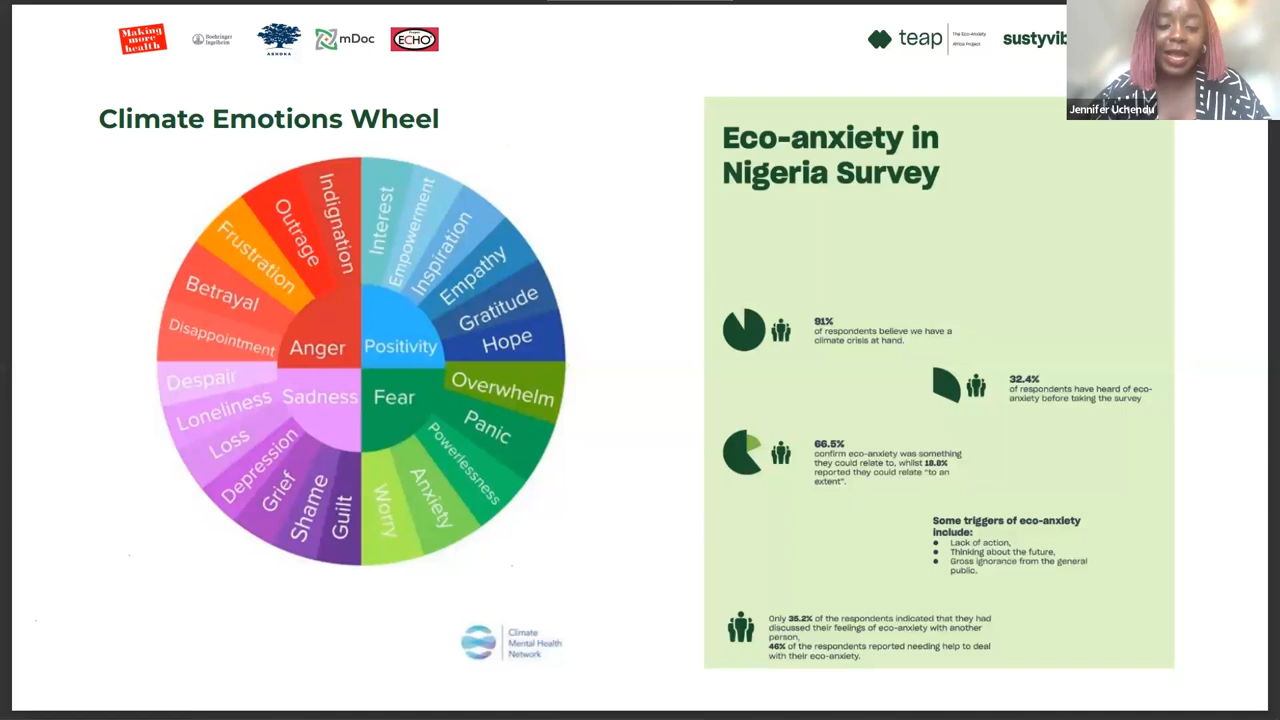 Making
more
health
Boehringer
Ingelheim
ASHOKA
mDoc
Project
ECHO
teap
The Eco-Anxiety
Africa Project
sustyvib
Jennifer Uchendu
Climate Emotions Wheel
Indignation
Outrage
Frustration
Betrayal
Disappointment
Anger
Interest
Empowerment
Inspiration
Empathy
Gratitude
Hope
Positivity
Despair
Loneliness
Loss
Depression
Grief
Shame
Guilt
Sadness
Overwhelm
Panic
Powerlessness
Anxiety
Worry
Fear
Climate
Mental Health
Network
Eco-anxiety in
Nigeria Survey
91%
of respondents believe we have a
climate crisis at hand.
32.4%
of respondents have heard of eco-
anxiety before taking the survey
66.5%
confirm eco-anxiety was something
they could relate to, whilst 18.8%
reported they could relate "to an
extent".
Some triggers of eco-anxiety
include:
● Lack of action,
● Thinking about the future,
● Gross ignorance from the general
public.
Only 35.2% of the respondents indicated that they had
discussed their feelings of eco-anxiety with another
person,
46% of the respondents reported needing help to deal
with their eco-anxiety.